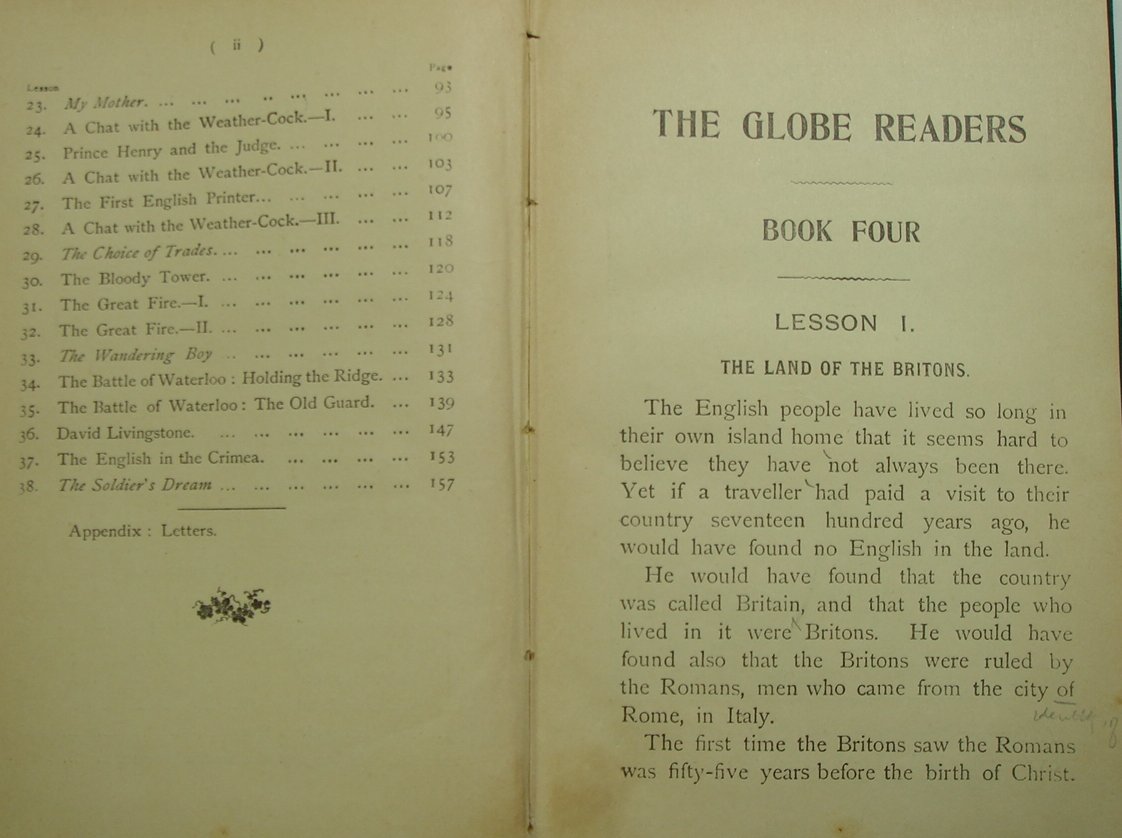 ( ii )
Lesson Page
23. My Mother. ... ... ... .. ... ... ... ... 93
24. A Chat with the Weather-Cock.—I. ... ... 95
25. Prince Henry and the Judge. ... ... ... ... 100
26. A Chat with the Weather-Cock.—II. ... ... 103
27. The First English Printer... ... ... ... ... 107
28. A Chat with the Weather-Cock.—III. ... ... 112
29. The Choice of Trades. ... ... ... ... ... ... 118
30. The Bloody Tower. ... ... ... ... ... ... 120
31. The Great Fire.—I. ... ... ... ... ... ... 124
32. The Great Fire.—II. ... ... ... ... ... ... 128
33. The Wandering Boy .. ... ... ... ... ... 131
34. The Battle of Waterloo : Holding the Ridge. ... 133
35. The Battle of Waterloo : The Old Guard. ... 139
36. David Livingstone. ... ... ... ... ... ... 147
37. The English in the Crimea. ... ... ... ... 153
38. The Soldier's Dream ... ... ... ... ... ... 157
Appendix : Letters.
THE GLOBE READERS
BOOK FOUR
LESSON I.
THE LAND OF THE BRITONS.
The English people have lived so long in
their own island home that it seems hard to
believe they have not always been there.
Yet if a traveller had paid a visit to their
country seventeen hundred years ago, he
would have found no English in the land.
He would have found that the country
was called Britain, and that the people who
lived in it were Britons. He would have
found also that the Britons were ruled by
the Romans, men who came from the city of
Rome, in Italy.
The first time the Britons saw the Romans
was fifty-five years before the birth of Christ.